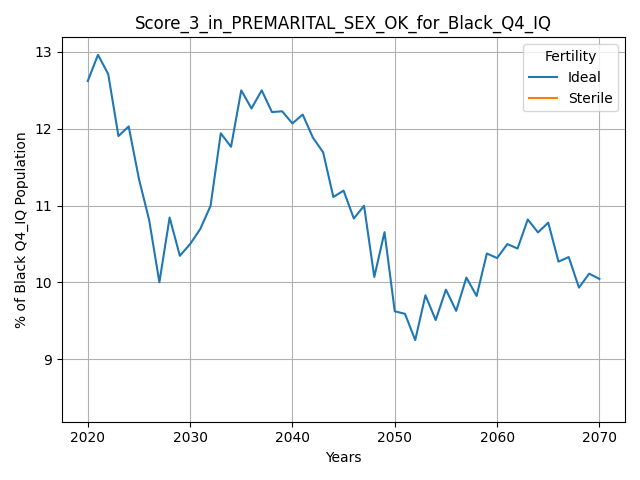 Score_3_in_PREMARITAL_SEX_OK_for_Black_Q4_IQ
Fertility
Ideal
Sterile
% of Black Q4_IQ Population
13
12
11
10
9
2020 2030 2040 2050 2060 2070
Years